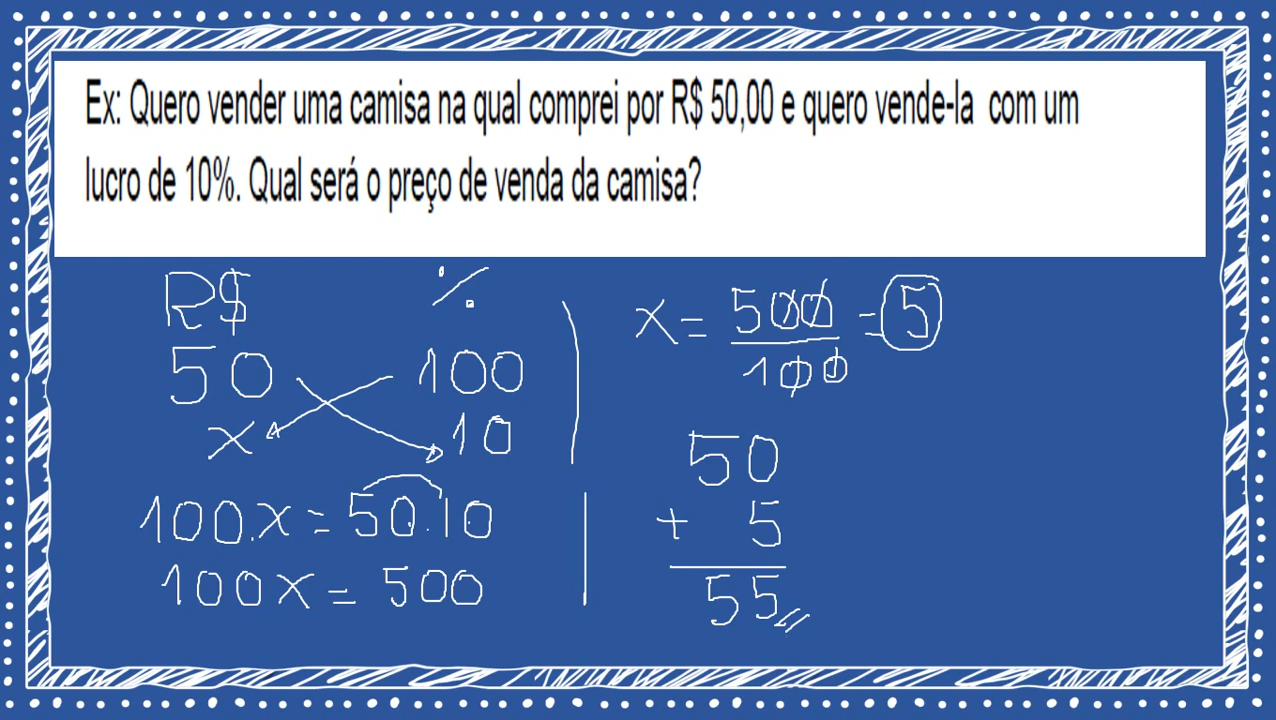 Ex: Quero vender uma camisa na qual comprei por R$ 50,00 e quero vende-la com um
lucro de 10%. Qual será o preço de venda da camisa?
R$ %
50 100
x 10
100.x = 50.10
100x = 500
x = 500/100 = 5
50
+ 5
55